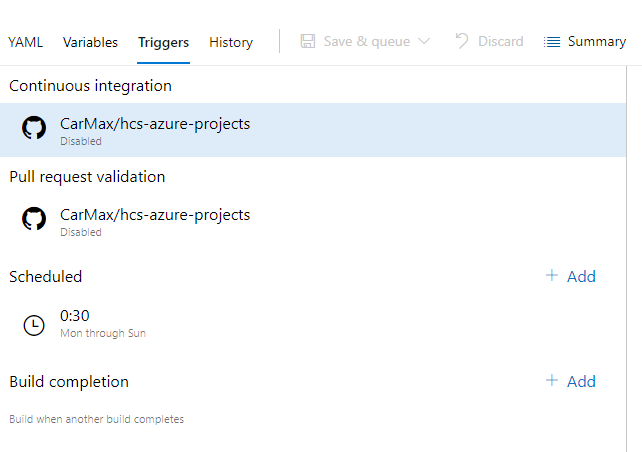 YAML Variables Triggers History Save & queue Discard Summary
Continuous integration
CarMax/hcs-azure-projects
Disabled
Pull request validation
CarMax/hcs-azure-projects
Disabled
Scheduled + Add
0:30
Mon through Sun
Build completion + Add
Build when another build completes